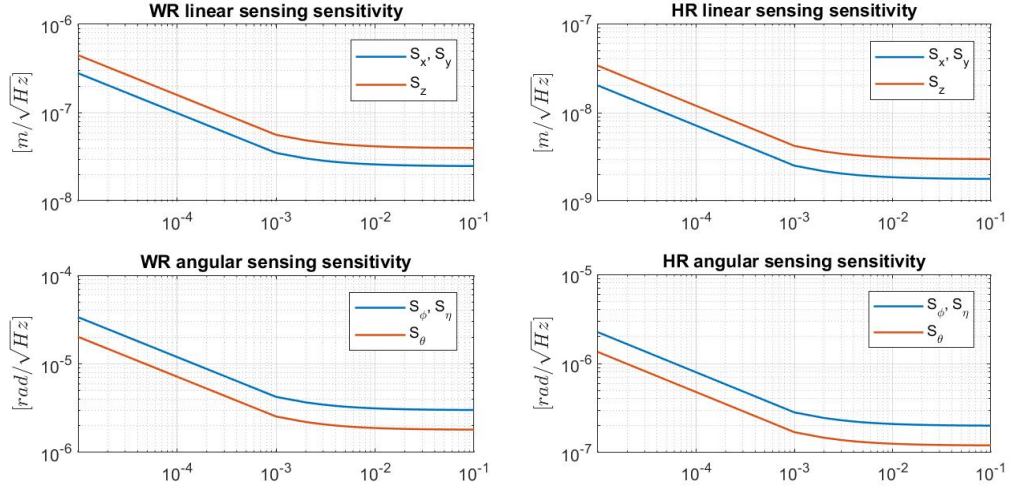 WR linear sensing sensitivity
10^-6
10^-7
10^-8
[m/√Hz]
S_x, S_y
S_z
10^-4 10^-3 10^-2 10^-1
HR linear sensing sensitivity
10^-7
10^-8
10^-9
[m/√Hz]
S_x, S_y
S_z
10^-4 10^-3 10^-2 10^-1
WR angular sensing sensitivity
10^-4
10^-5
10^-6
[rad/√Hz]
S_ϕ, S_η
S_θ
10^-4 10^-3 10^-2 10^-1
HR angular sensing sensitivity
10^-5
10^-6
10^-7
[rad/√Hz]
S_ϕ, S_η
S_θ
10^-4 10^-3 10^-2 10^-1